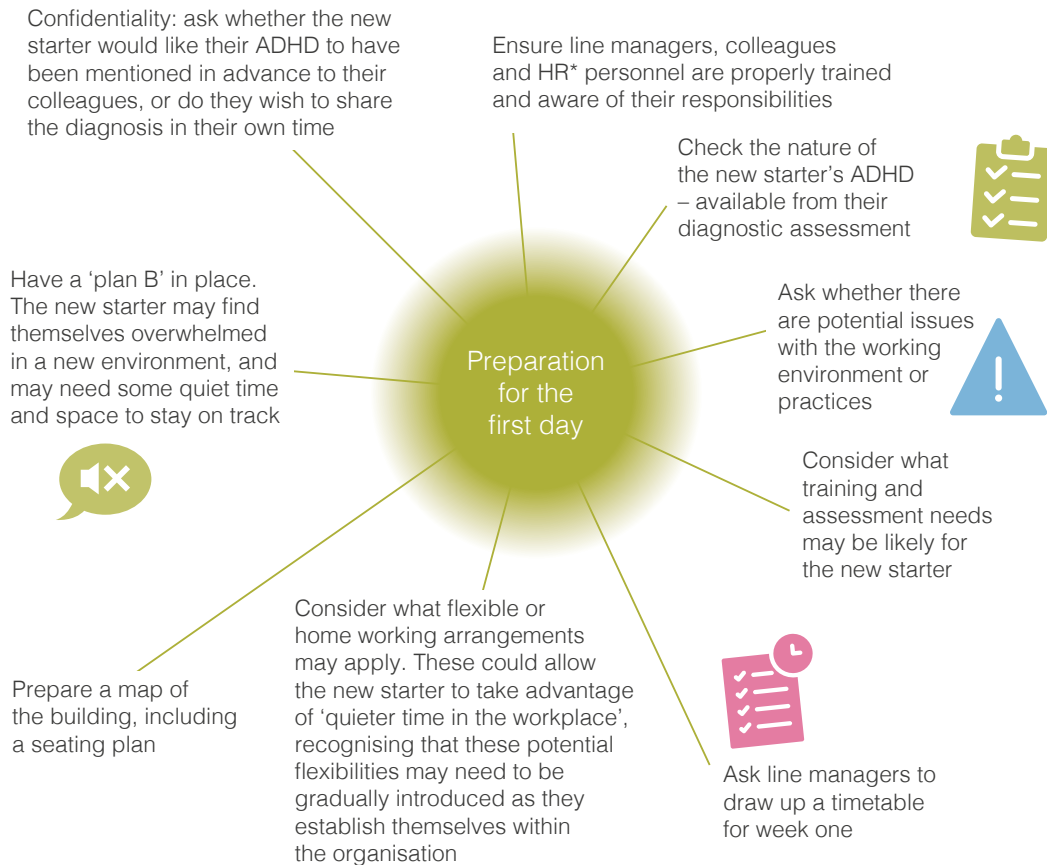 Confidentiality: ask whether the new
starter would like their ADHD to have
been mentioned in advance to their
colleagues, or do they wish to share
the diagnosis in their own time
Ensure line managers, colleagues
and HR* personnel are properly trained
and aware of their responsibilities
Check the nature of
the new starter’s ADHD
– available from their
diagnostic assessment
Have a ‘plan B’ in place.
The new starter may find
themselves overwhelmed
in a new environment, and
may need some quiet time
and space to stay on track
Ask whether there
are potential issues
with the working
environment or
practices
Preparation
for the
first day
Consider what
training and
assessment needs
may be likely for
the new starter
Prepare a map of
the building, including
a seating plan
Consider what flexible or
home working arrangements
may apply. These could allow
the new starter to take advantage
of ‘quieter time in the workplace’,
recognising that these potential
flexibilities may need to be
gradually introduced as they
establish themselves within
the organisation
Ask line managers to
draw up a timetable
for week one